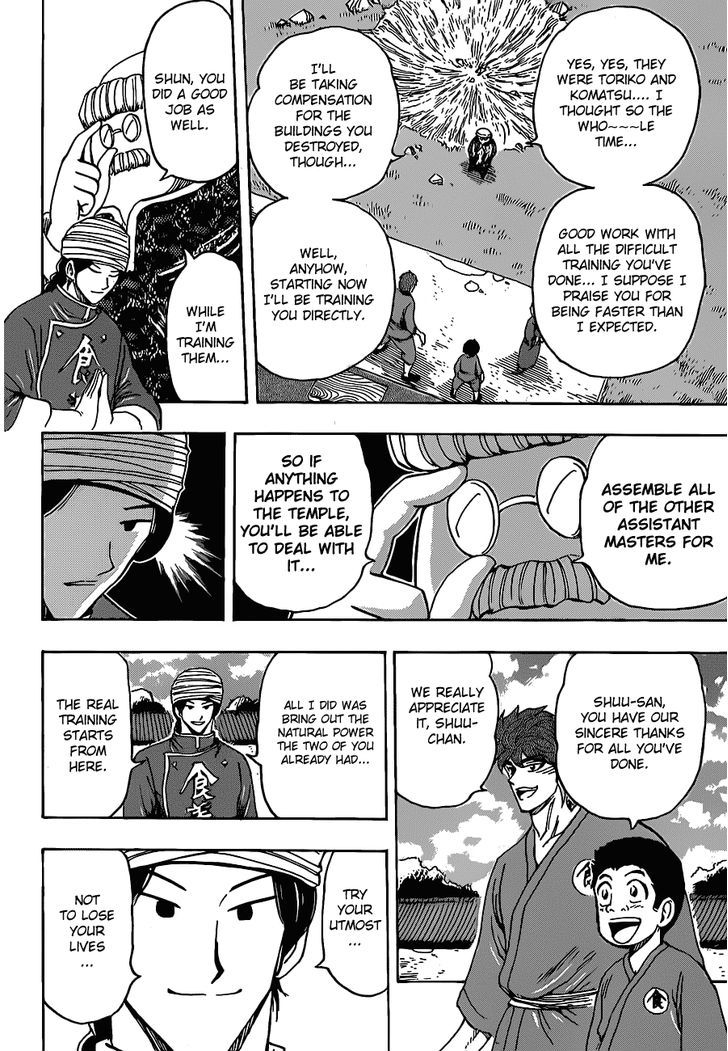 YES, YES, THEY
WERE TORIKO AND
KOMATSU.... I
THOUGHT SO THE
WHO~~~LE
TIME...
GOOD WORK WITH
ALL THE DIFFICULT
TRAINING YOU'VE
DONE... I SUPPOSE I
PRAISE YOU FOR
BEING FASTER THAN
I EXPECTED.
I'LL
BE TAKING
COMPENSATION
FOR THE
BUILDINGS YOU
DESTROYED,
THOUGH...
WELL,
ANYHOW,
STARTING NOW
I'LL BE TRAINING
YOU DIRECTLY.
SHUN, YOU
DID A GOOD
JOB AS
WELL.
WHILE
I'M
TRAINING
THEM...
食
ASSEMBLE ALL
OF THE OTHER
ASSISTANT
MASTERS FOR
ME.
SO IF
ANYTHING
HAPPENS TO
THE TEMPLE,
YOU'LL BE ABLE
TO DEAL WITH
IT...
SHUU-SAN,
YOU HAVE OUR
SINCERE THANKS
FOR ALL YOU'VE
DONE.
WE REALLY
APPRECIATE
IT, SHUU-
CHAN.
食
ALL I DID WAS
BRING OUT THE
NATURAL POWER
THE TWO OF YOU
ALREADY HAD...
THE REAL
TRAINING
STARTS
FROM
HERE.
食
TRY
YOUR
UTMOST
...
NOT
TO LOSE
YOUR
LIVES
...